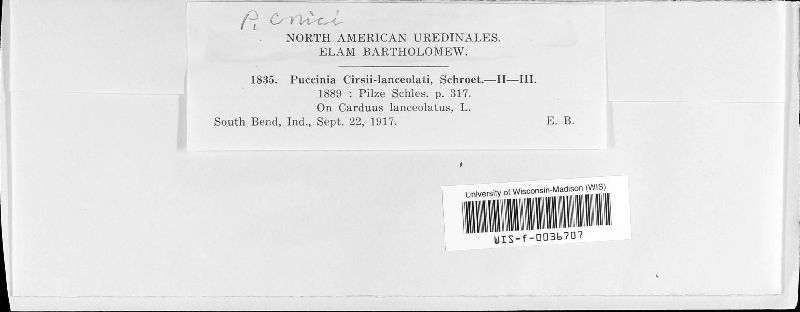 P. cnici
NORTH AMERICAN UREDINALES.
ELAM BARTHOLOMEW.
1835. Puccinia Cirsii-lanceolati, Schroet.—II—III.
1889 : Pilze Schles. p. 317.
On Carduus lanceolatus, L.
South Bend, Ind., Sept. 22, 1917. E. B.
University of Wisconsin-Madison (WIS)
WIS-f-0036707